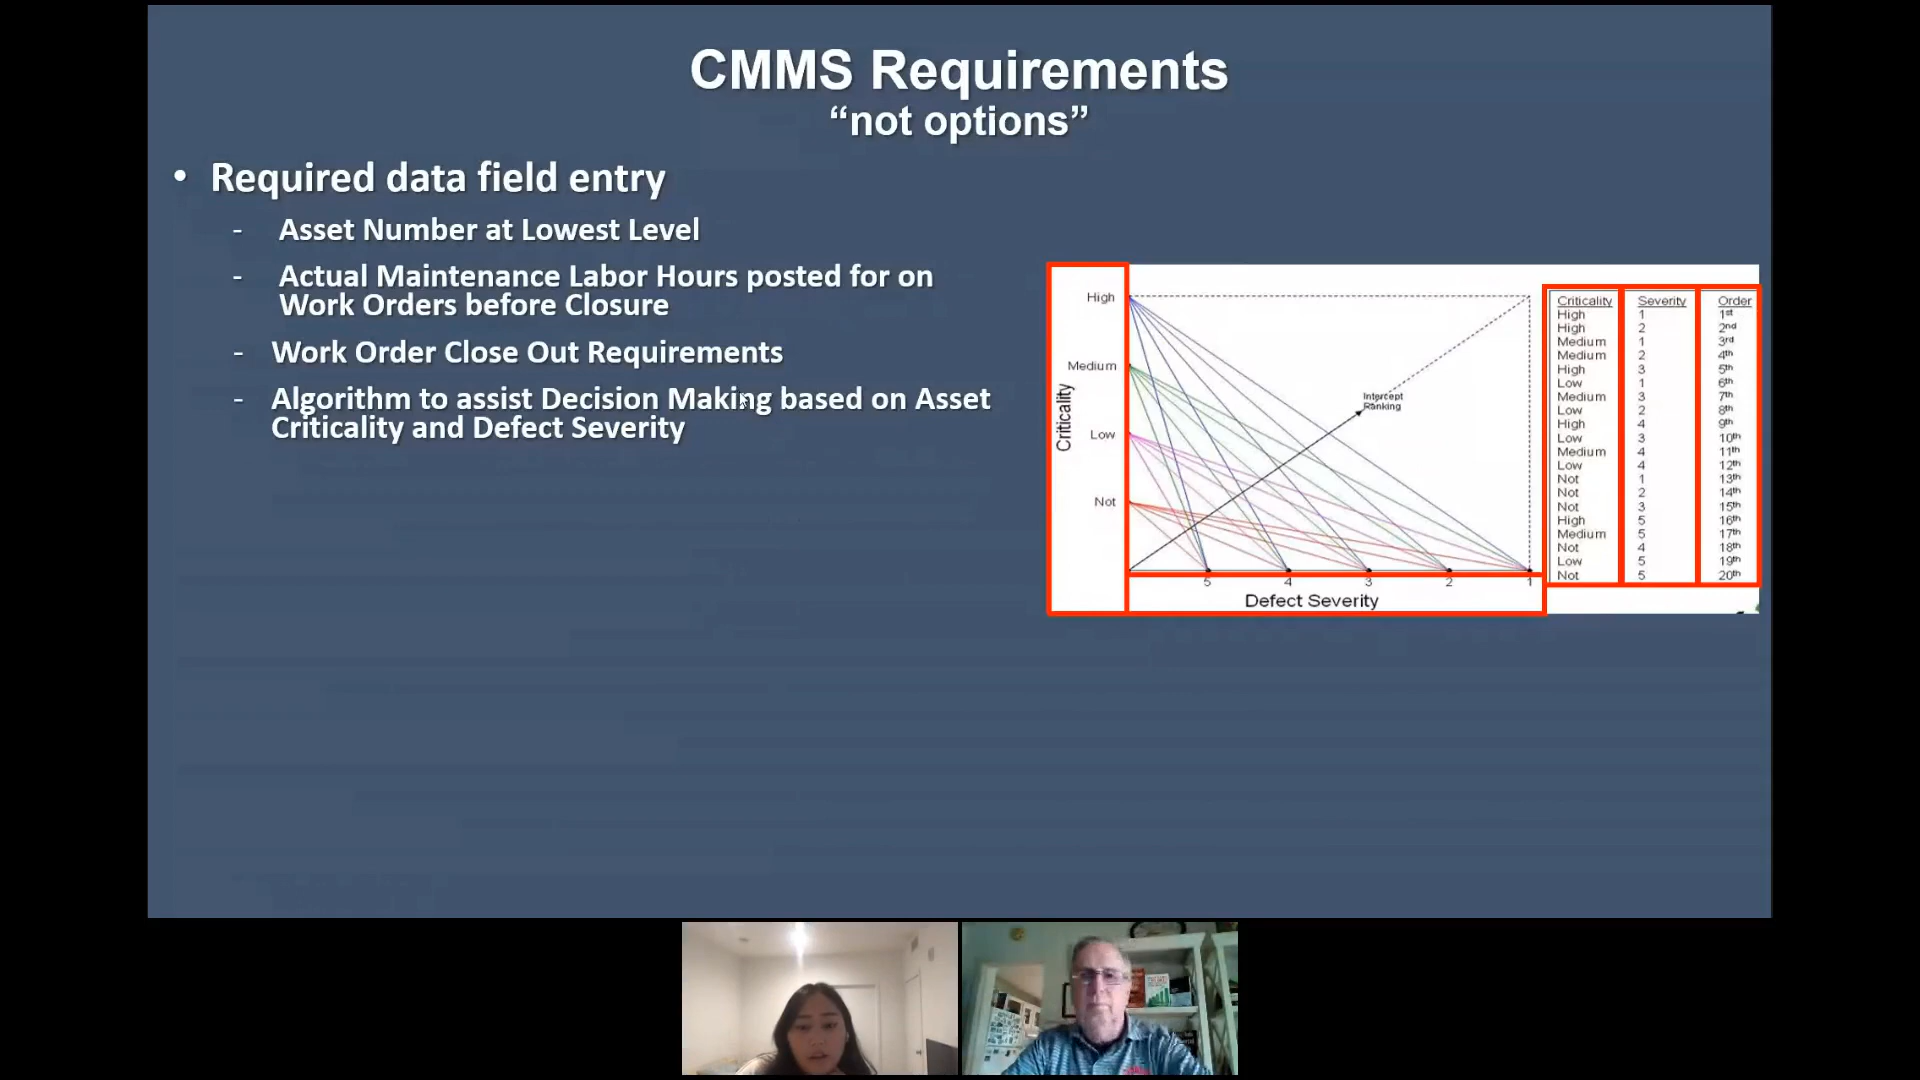 CMMS Requirements
“not options”
• Required data field entry
- Asset Number at Lowest Level
- Actual Maintenance Labor Hours posted for on
Work Orders before Closure
- Work Order Close Out Requirements
- Algorithm to assist Decision Making based on Asset
Criticality and Defect Severity
High
Medium
Low
Not
Criticality
Intercept
Ranking
5 4 3 2 1
Defect Severity
Criticality Severity Order
High 1 1st
High 2 2nd
Medium 1 3rd
Medium 2 4th
High 3 5th
Low 1 6th
Medium 3 7th
Low 2 8th
High 4 9th
Low 3 10th
Medium 4 11th
Low 4 12th
Not 1 13th
Not 2 14th
Not 3 15th
High 5 16th
Medium 5 17th
Not 4 18th
Low 5 19th
Not 5 20th